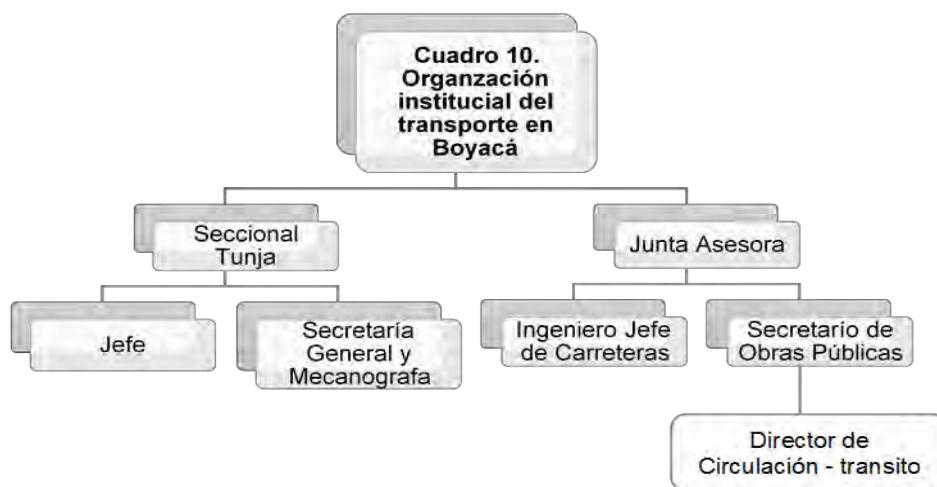 Cuadro 10.
Organzación
institucial del
transporte en
Boyacá
Seccional
Tunja
Junta Asesora
Jefe
Secretaría
General y
Mecanografa
Ingeniero Jefe
de Carreteras
Secretario de
Obras Públicas
Director de
Circulación - transito